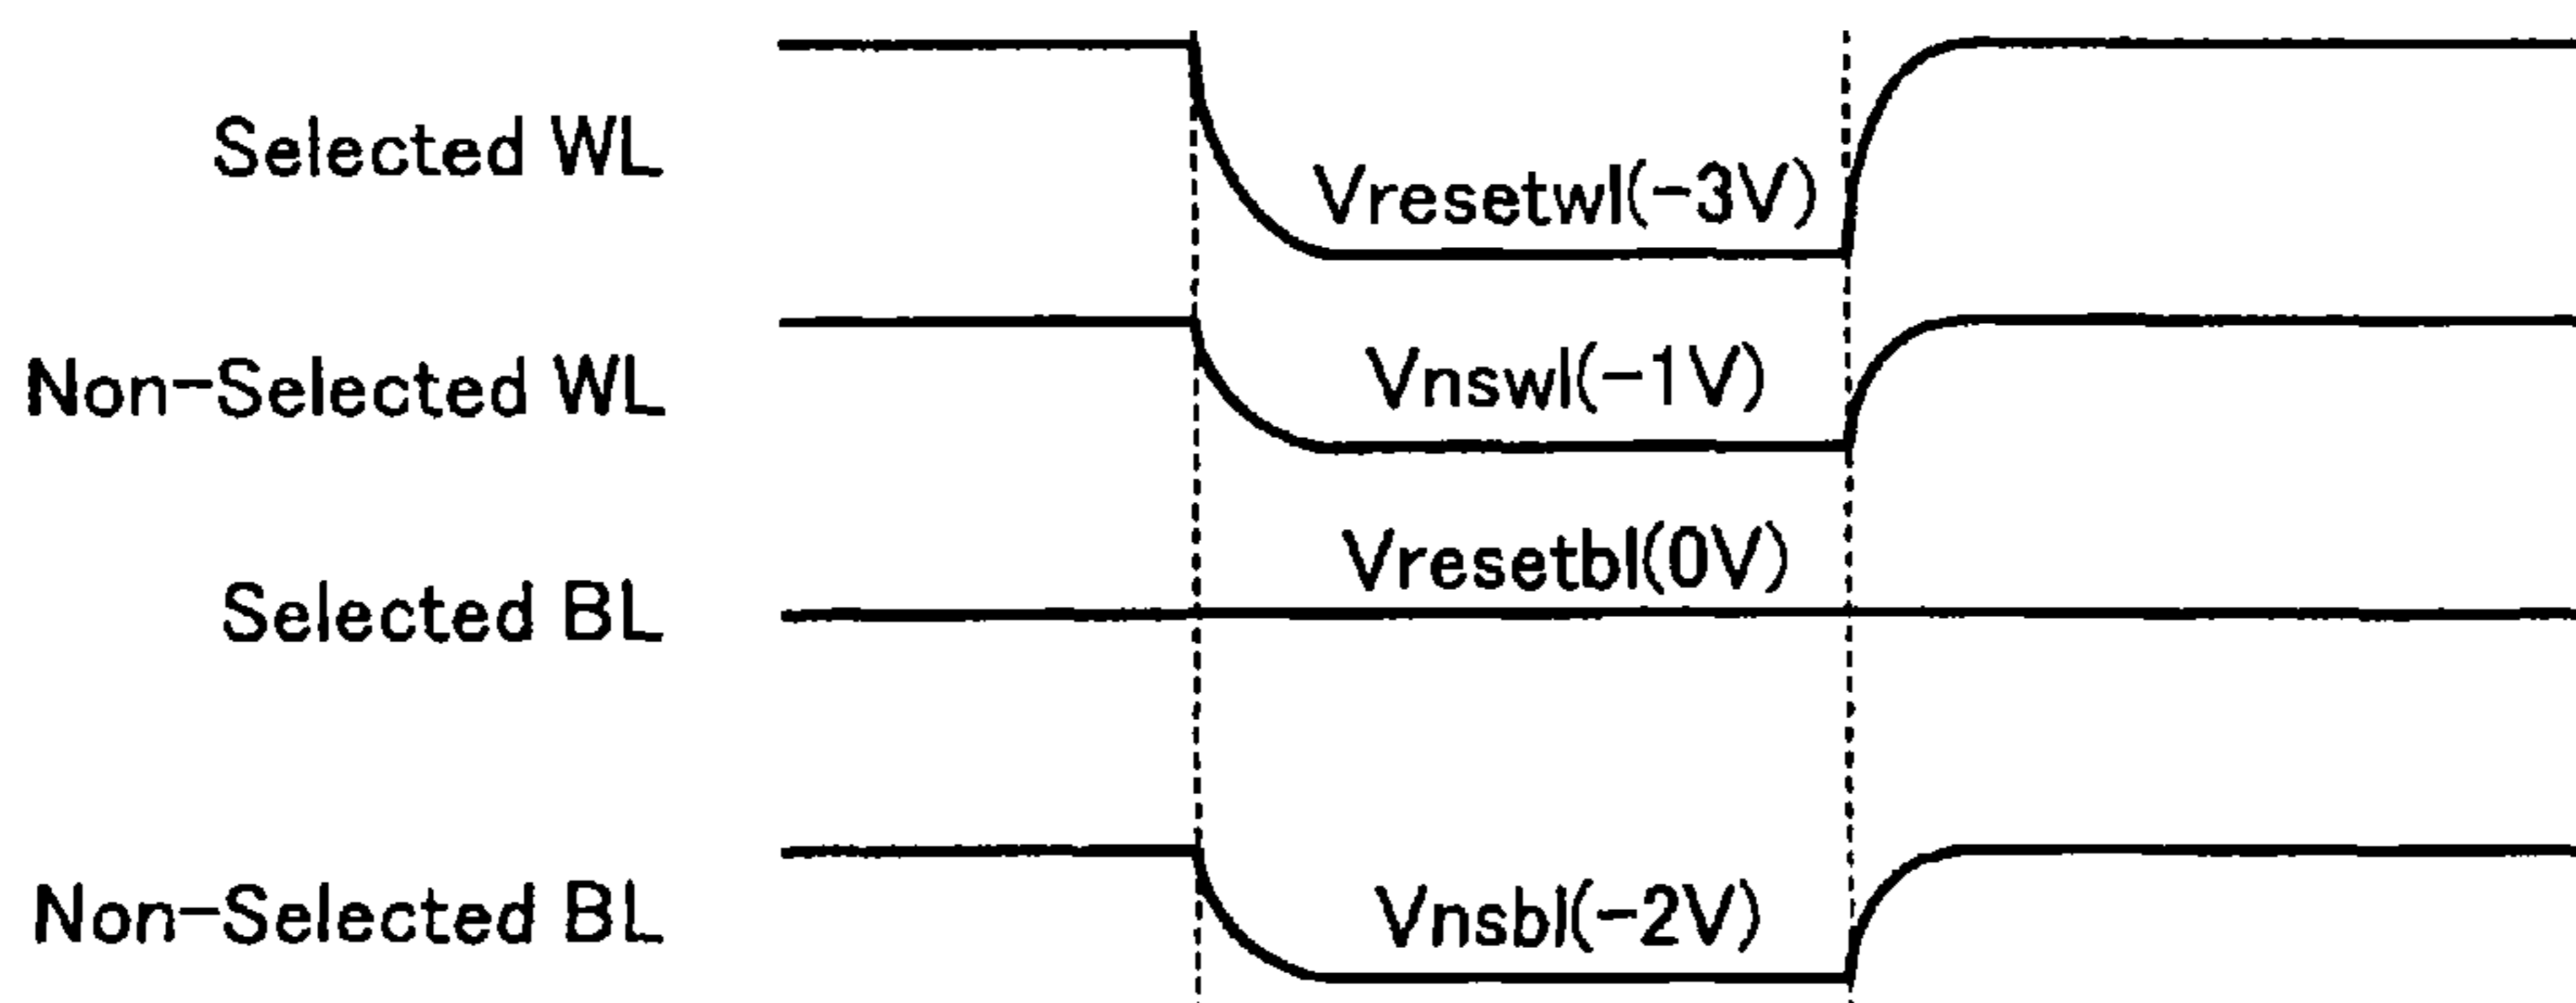 Selected WL
Vresetwl(-3V)
Non-Selected WL
Vnswl(-1V)
Selected BL
Vresetbl(0V)
Non-Selected BL
Vnsbl(-2V)